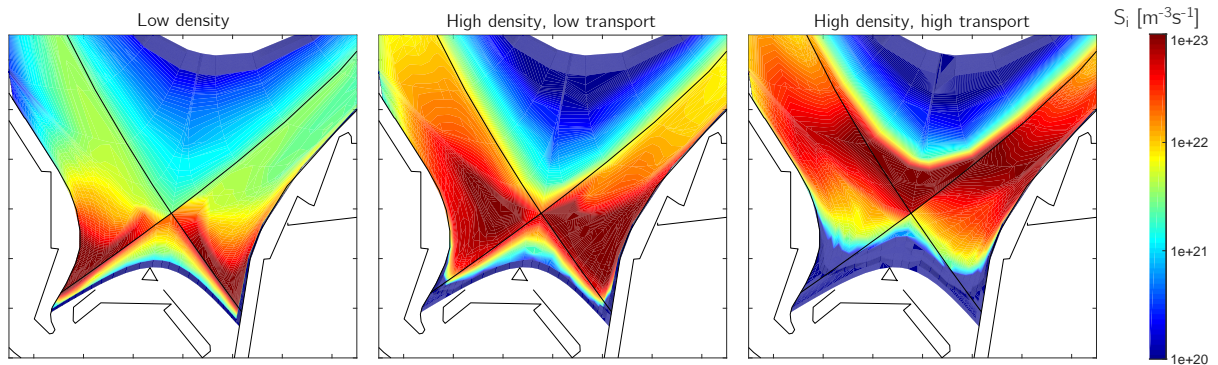 Low density
High density, low transport
High density, high transport
S_i [m⁻³s⁻¹]
1e+23
1e+22
1e+21
1e+20